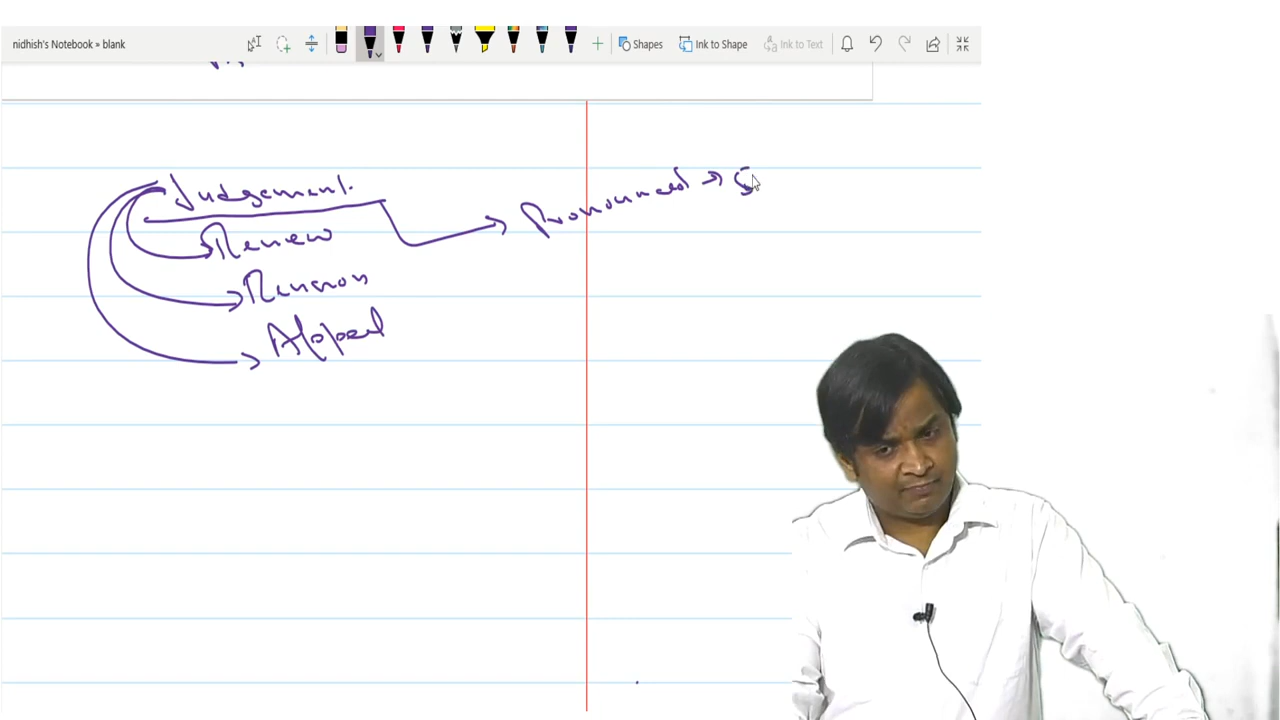 nidhish's Notebook » blank
Shapes
Ink to Shape
Ink to Text
Judgement.
Pronounced → S
Review
Revision
Appeal